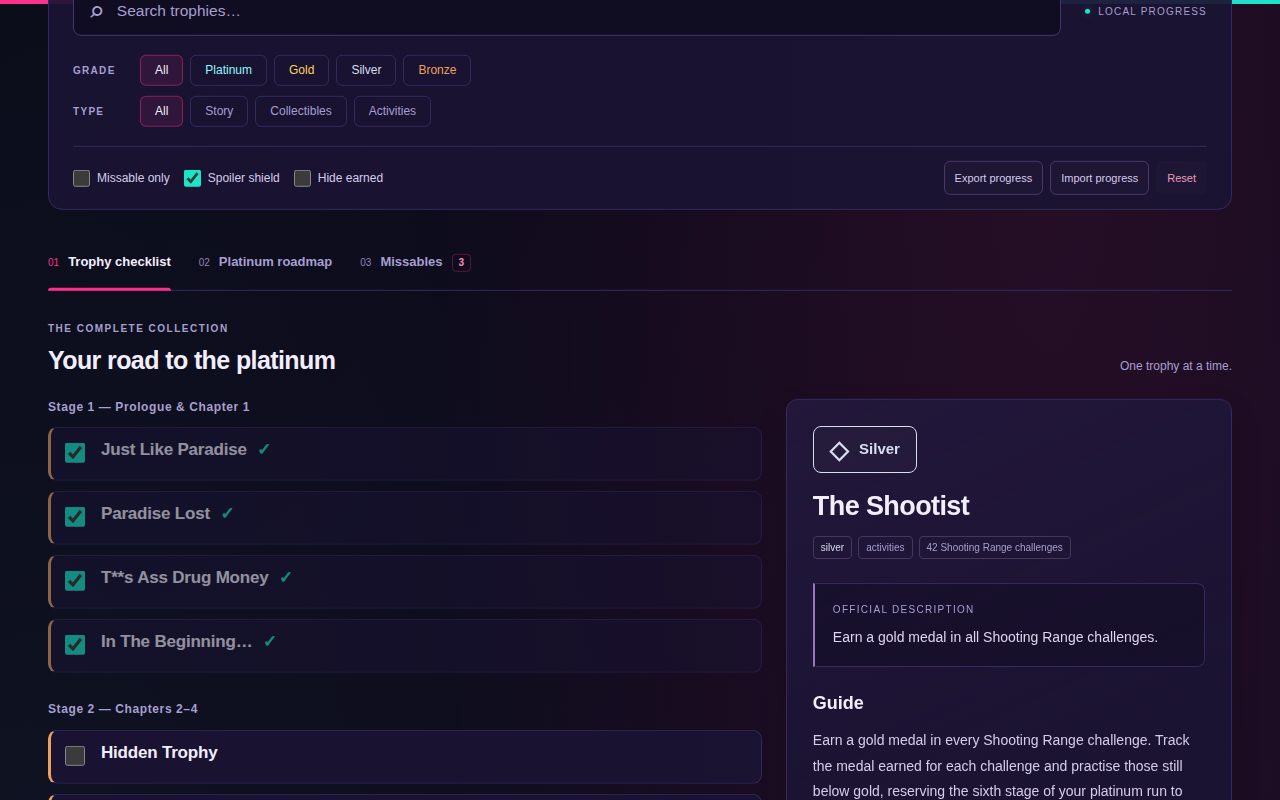 Search trophies…
LOCAL PROGRESS
GRADE All Platinum Gold Silver Bronze
TYPE All Story Collectibles Activities
Missable only Spoiler shield Hide earned Export progress Import progress Reset
01 Trophy checklist 02 Platinum roadmap 03 Missables 3
THE COMPLETE COLLECTION
Your road to the platinum
One trophy at a time.
Stage 1 — Prologue & Chapter 1
Just Like Paradise ✓
Paradise Lost ✓
T**s Ass Drug Money ✓
In The Beginning… ✓
Stage 2 — Chapters 2–4
Hidden Trophy
Silver
The Shootist
silver activities 42 Shooting Range challenges
OFFICIAL DESCRIPTION
Earn a gold medal in all Shooting Range challenges.
Guide
Earn a gold medal in every Shooting Range challenge. Track
the medal earned for each challenge and practise those still
below gold, reserving the sixth stage of your platinum run to